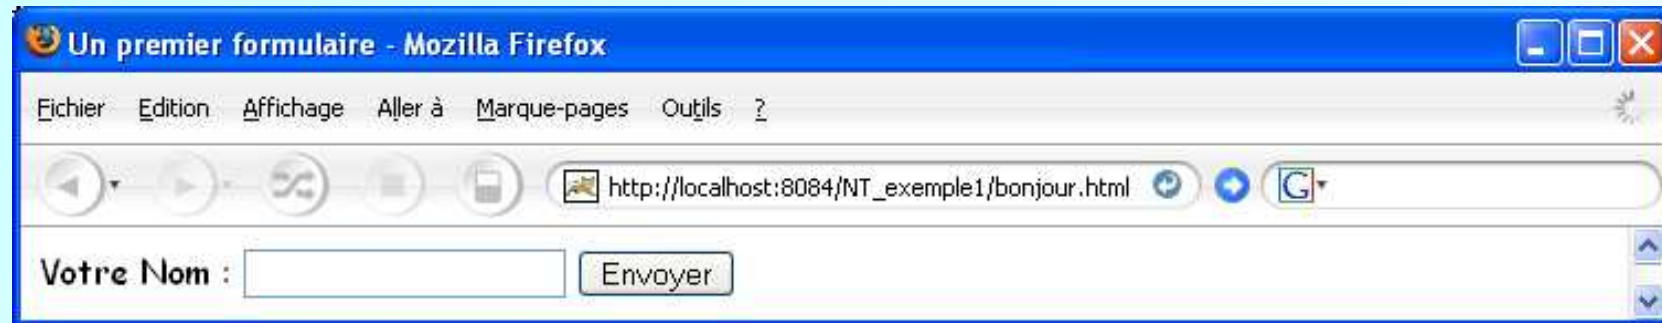 Un premier formulaire - Mozilla Firefox
Fichier Edition Affichage Aller à Marque-pages Outils ?
http://localhost:8084/NT_exemple1/bonjour.html G
Votre Nom : Envoyer